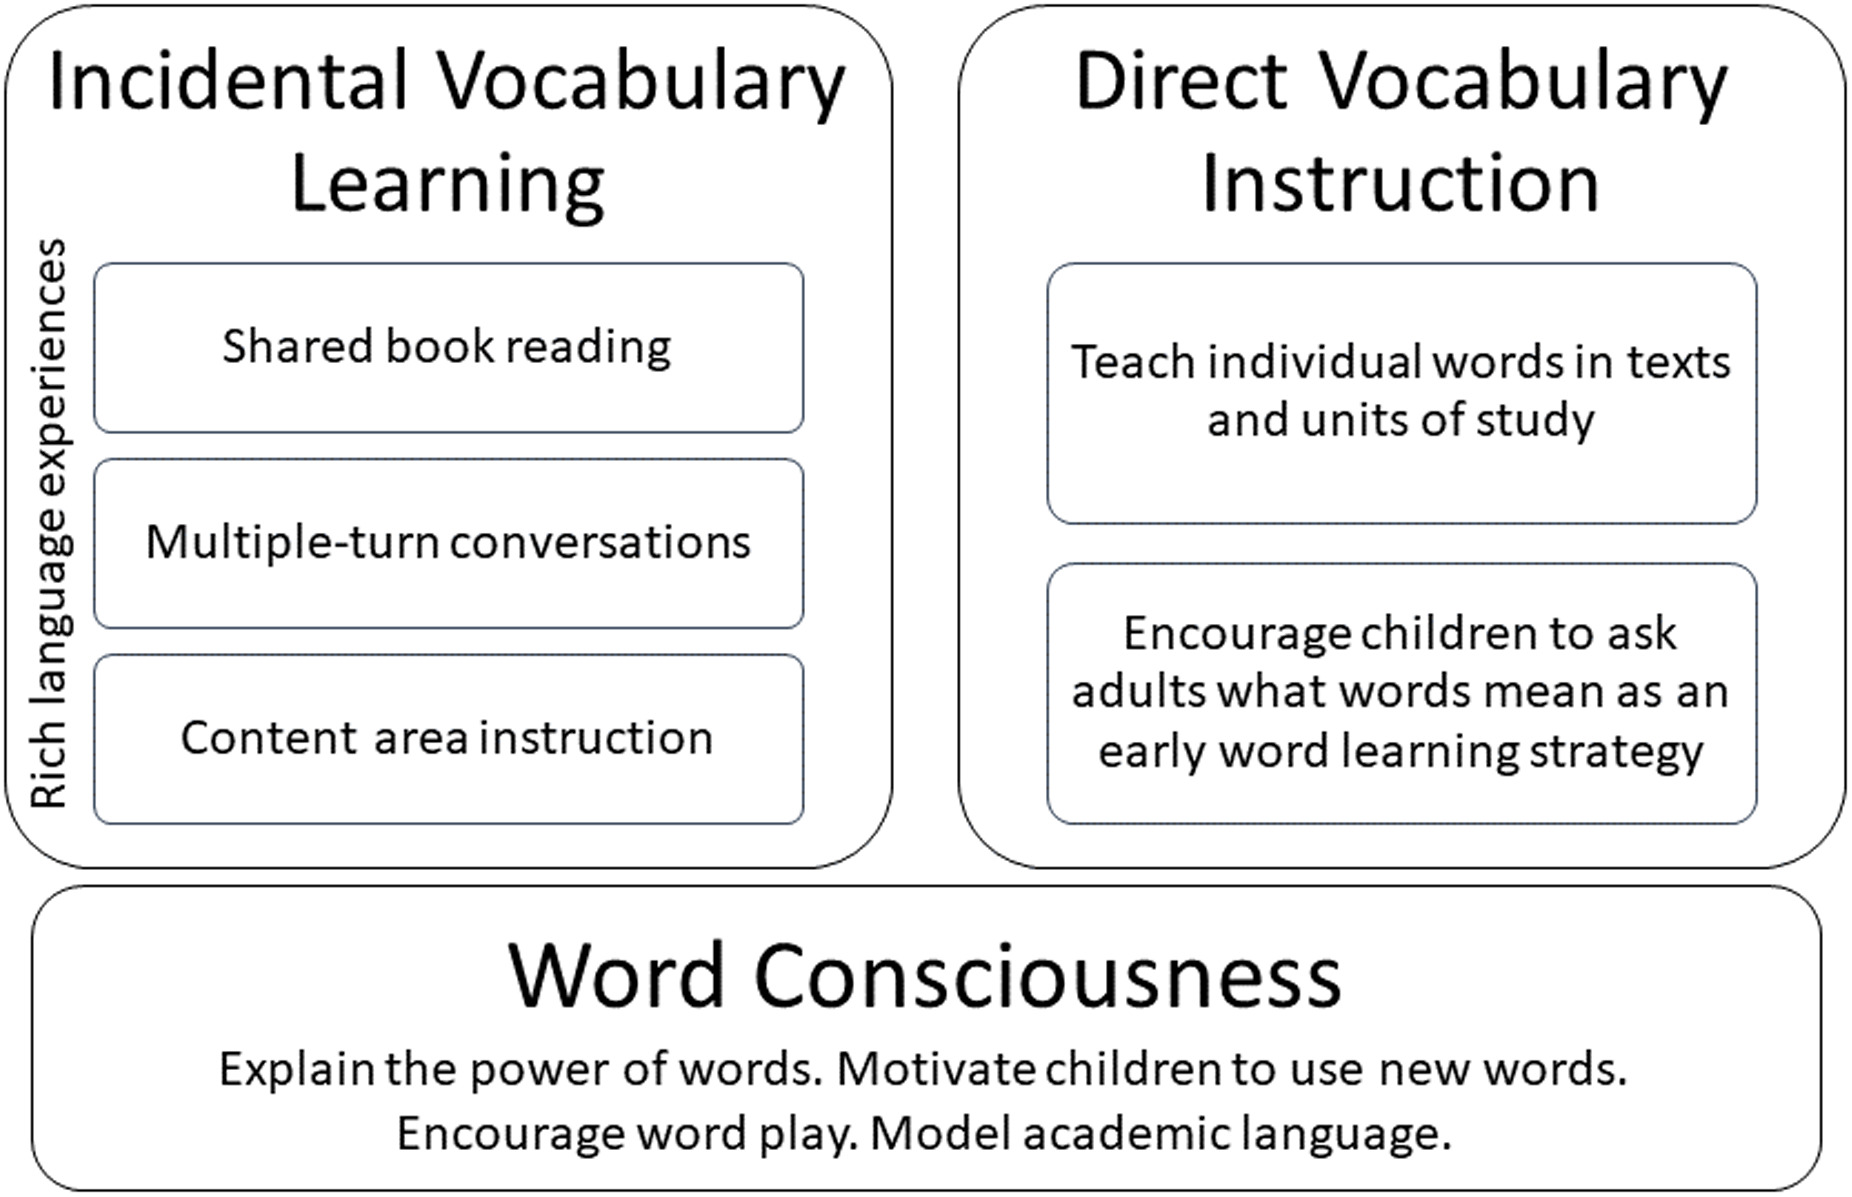 Incidental Vocabulary
Learning
Rich language experiences
Shared book reading
Multiple-turn conversations
Content area instruction
Direct Vocabulary
Instruction
Teach individual words in texts
and units of study
Encourage children to ask
adults what words mean as an
early word learning strategy
Word Consciousness
Explain the power of words. Motivate children to use new words.
Encourage word play. Model academic language.